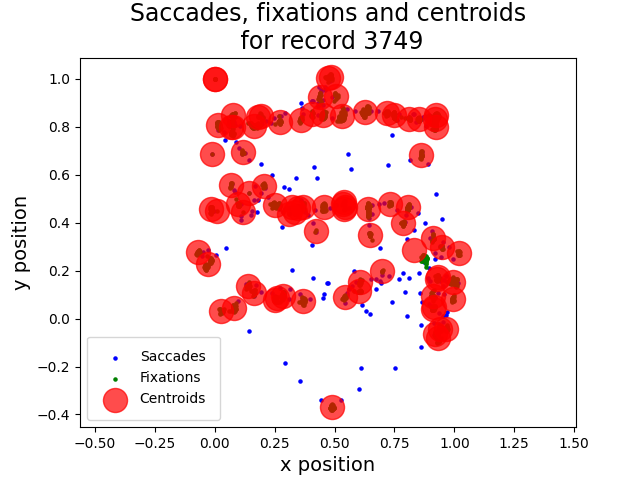 Saccades, fixations and centroids
for record 3749
y position
1.0
0.8
0.6
0.4
0.2
0.0
−0.2
−0.4
Saccades
Fixations
Centroids
−0.50
−0.25
0.00
0.25
0.50
0.75
1.00
1.25
1.50
x position